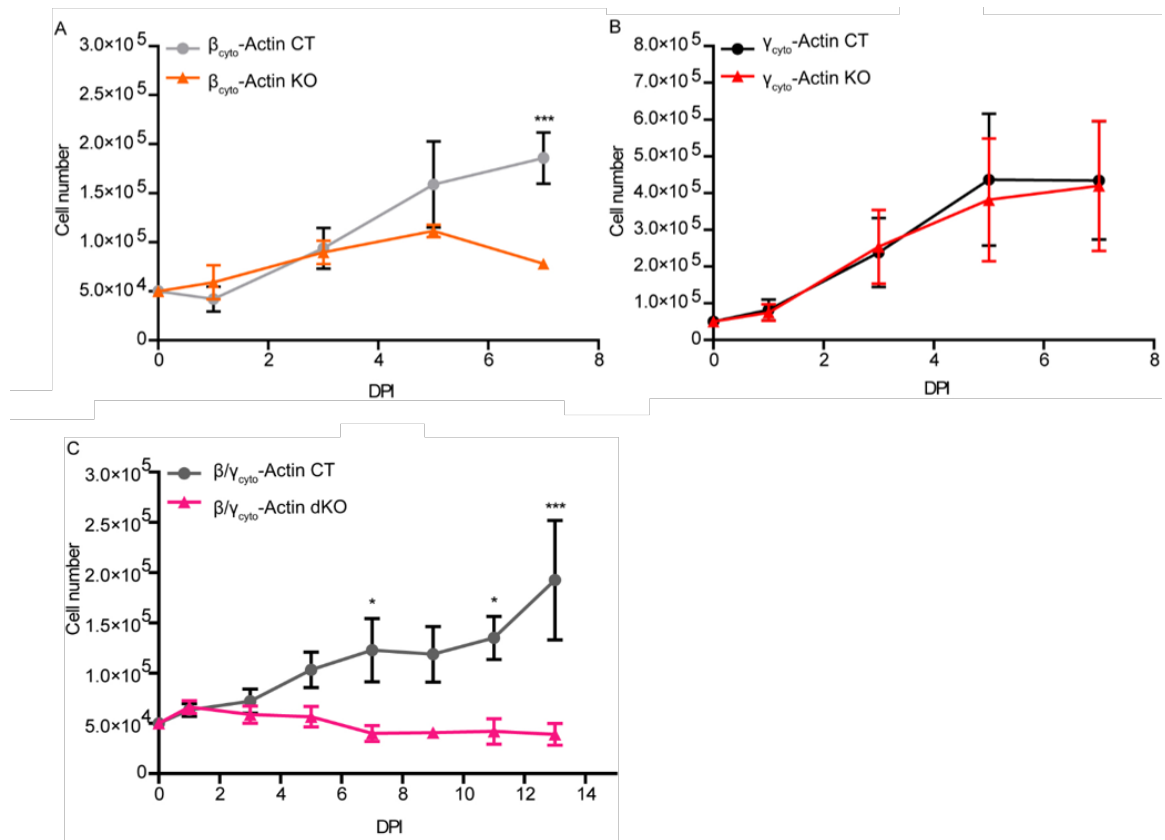 A
β_cyto-Actin CT
β_cyto-Actin KO
3.0×10^5
2.5×10^5
2.0×10^5
1.5×10^5
1.0×10^5
5.0×10^4
0
Cell number
***
0 2 4 6 8
DPI
B
γ_cyto-Actin CT
γ_cyto-Actin KO
8.0×10^5
7.0×10^5
6.0×10^5
5.0×10^5
4.0×10^5
3.0×10^5
2.0×10^5
1.0×10^5
0
Cell number
0 2 4 6 8
DPI
C
β/γ_cyto-Actin CT
β/γ_cyto-Actin dKO
3.0×10^5
2.5×10^5
2.0×10^5
1.5×10^5
1.0×10^5
5.0×10^4
0
Cell number
* * ***
0 2 4 6 8 10 12 14
DPI